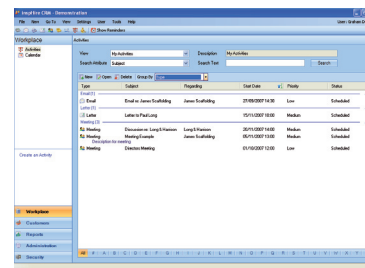 Intuitive CRM - Demonstration
File New Go To View Settings User Tools Help
Show Reminders
Workplace
Activities
Calendar
Create an Activity
Workplace
Customers
Reports
Administration
Security
Activities
View My Activities Description My Activities
Search Attribute Subject Search Text Search
New Open Delete Group By Type
Type Subject Regarding Start Date Priority Status
Email (1)
Email Email re. James Scaffolding James Scaffolding 27/09/2007 14:30 Low Scheduled
Letter (1)
Letter Letter to Paul Long 15/11/2007 10:00 Medium Scheduled
Meeting (3)
Meeting Discussion re. Long & Harrison Long & Harrison 20/11/2007 14:00 Medium Scheduled
Meeting Meeting Example James Scaffolding 05/11/2007 13:00 Medium Scheduled
Description for meeting
Meeting Directors Meeting 01/10/2007 12:00 Low Scheduled
All # A B C D E F G H I J K L M N O P Q R S T U V W X Y